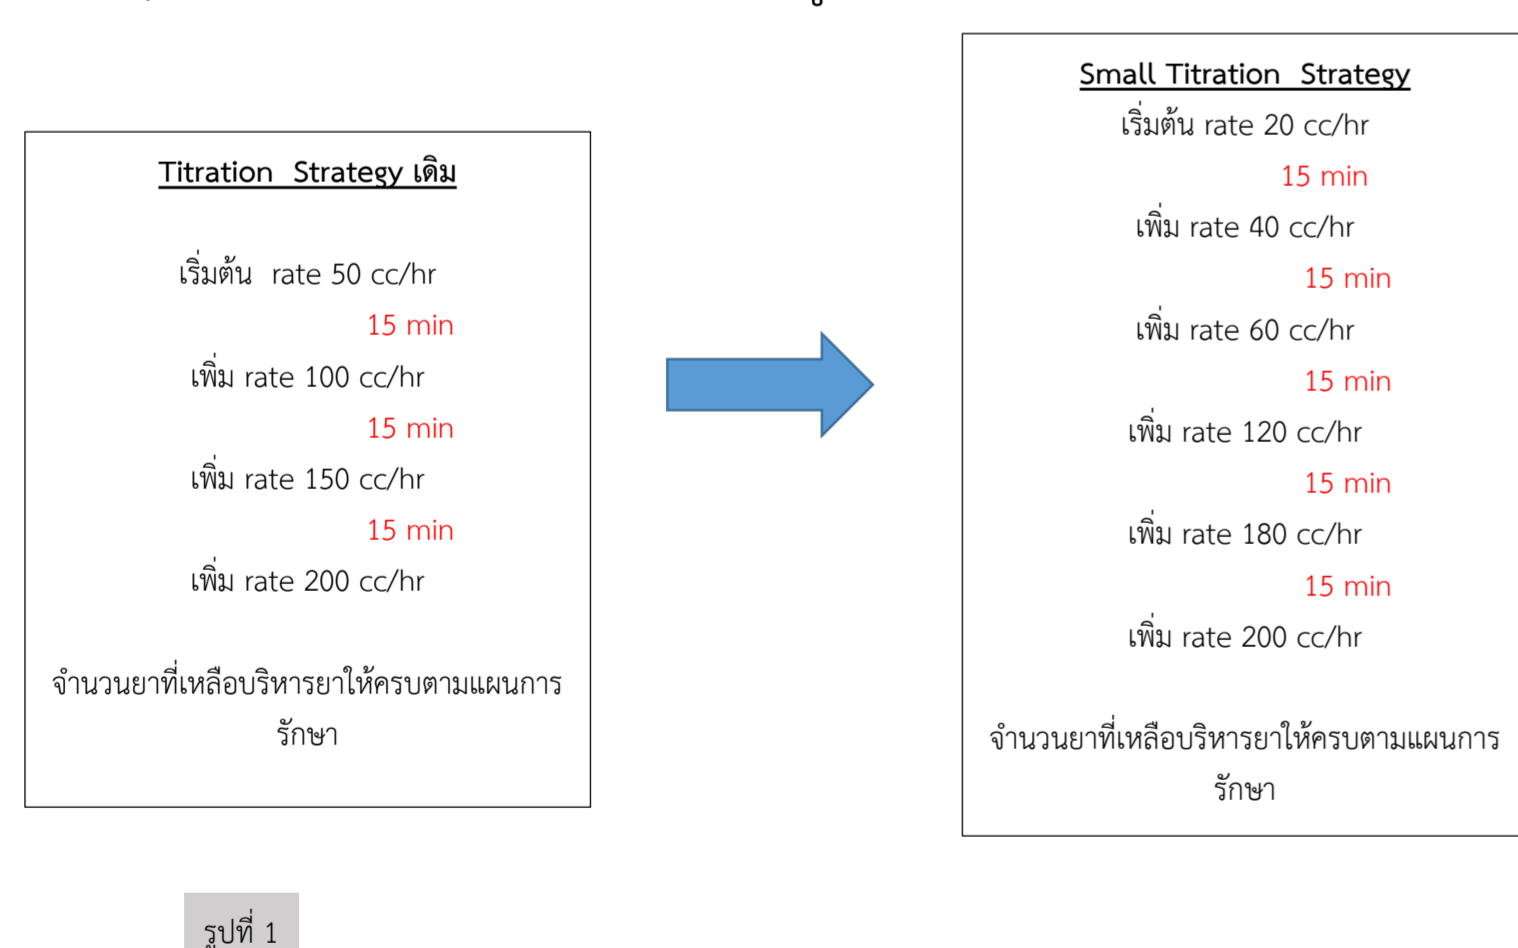 Titration Strategy เดิม
เริ่มต้น rate 50 cc/hr
15 min
เพิ่ม rate 100 cc/hr
15 min
เพิ่ม rate 150 cc/hr
15 min
เพิ่ม rate 200 cc/hr
จำนวนยาที่เหลือบริหารยาให้ครบตามแผนการ
รักษา
Small Titration Strategy
เริ่มต้น rate 20 cc/hr
15 min
เพิ่ม rate 40 cc/hr
15 min
เพิ่ม rate 60 cc/hr
15 min
เพิ่ม rate 120 cc/hr
15 min
เพิ่ม rate 180 cc/hr
15 min
เพิ่ม rate 200 cc/hr
จำนวนยาที่เหลือบริหารยาให้ครบตามแผนการ
รักษา
รูปที่ 1